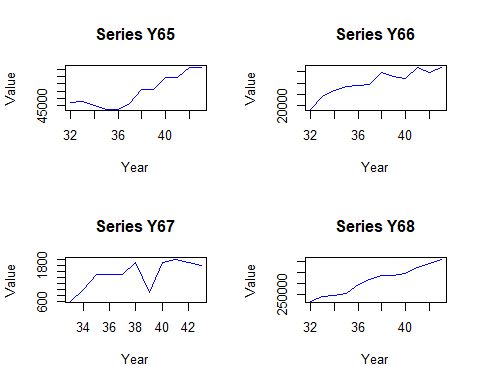 Series Y65
Value
45000
32 36 40
Year
Series Y66
Value
20000
32 36 40
Year
Series Y67
Value
600 1800
34 36 38 40 42
Year
Series Y68
Value
250000
32 36 40
Year